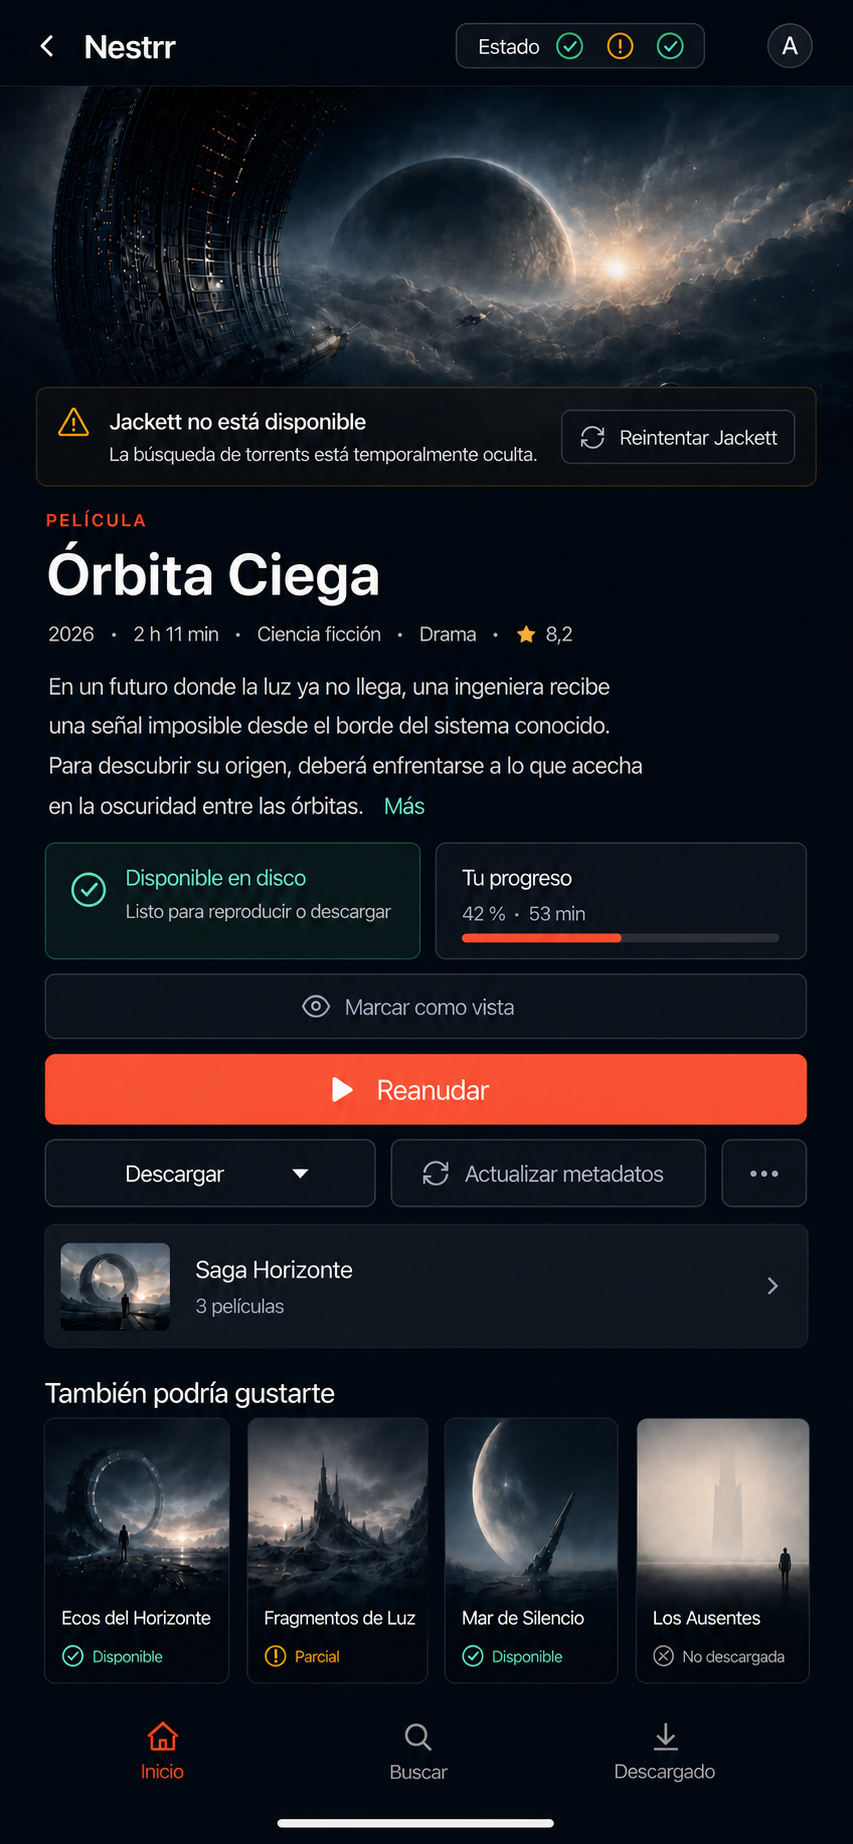 Nestrr
Estado
A
Jackett no está disponible
La búsqueda de torrents está temporalmente oculta.
Reintentar Jackett
PELÍCULA
Órbita Ciega
2026 • 2 h 11 min • Ciencia ficción • Drama • 8,2
En un futuro donde la luz ya no llega, una ingeniera recibe
una señal imposible desde el borde del sistema conocido.
Para descubrir su origen, deberá enfrentarse a lo que acecha
en la oscuridad entre las órbitas. Más
Disponible en disco
Listo para reproducir o descargar
Tu progreso
42 % • 53 min
Marcar como vista
Reanudar
Descargar
Actualizar metadatos
Saga Horizonte
3 películas
También podría gustarte
Ecos del Horizonte
Disponible
Fragmentos de Luz
Parcial
Mar de Silencio
Disponible
Los Ausentes
No descargada
Inicio
Buscar
Descargado